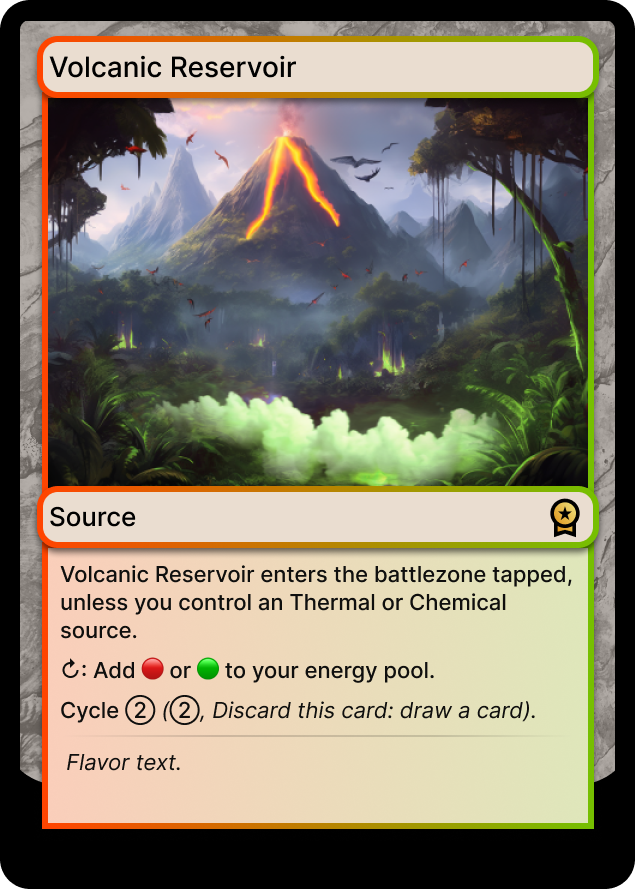 Volcanic Reservoir
Source
Volcanic Reservoir enters the battlezone tapped,
unless you control an Thermal or Chemical
source.
↻: Add 🔴 or 🟢 to your energy pool.
Cycle ② (②, Discard this card: draw a card).
Flavor text.